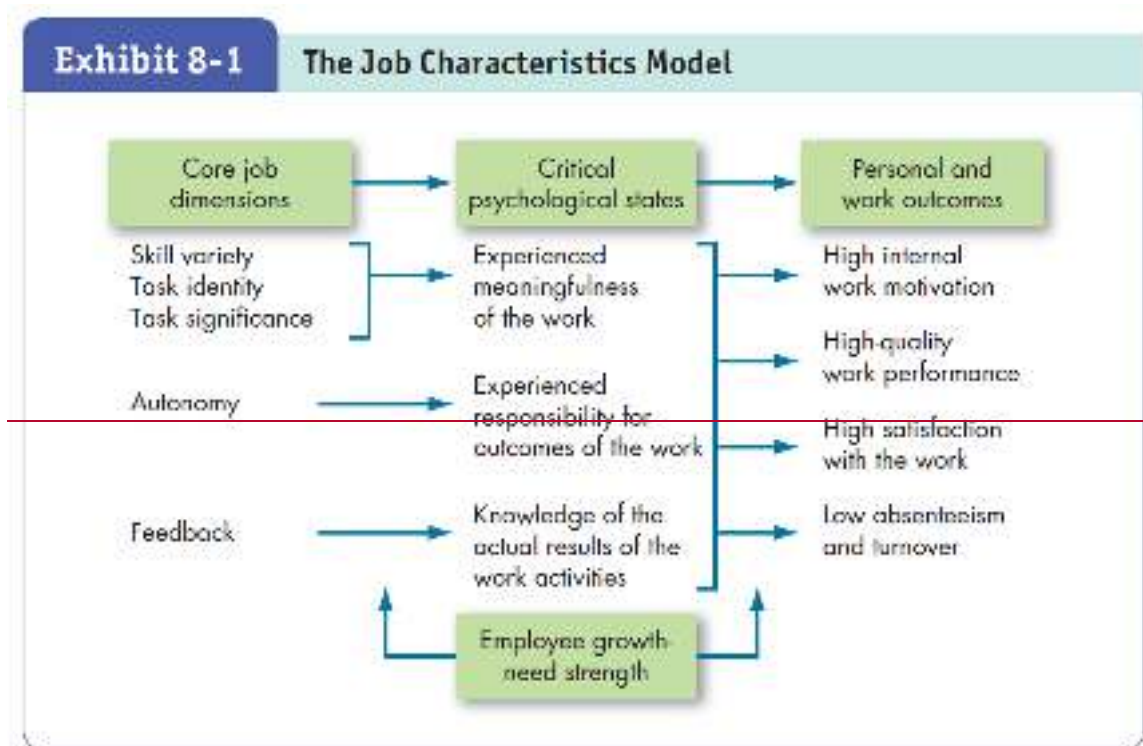 Exhibit 8-1
The Job Characteristics Model
Core job
dimensions
Critical
psychological states
Personal and
work outcomes
Skill variety
Task identity
Task significance
Experienced
meaningfulness
of the work
High internal
work motivation
High-quality
work performance
Autonomy
Experienced
responsibility for
outcomes of the work
High satisfaction
with the work
Feedback
Knowledge of the
actual results of the
work activities
Low absenteeism
and turnover
Employee growth-
need strength